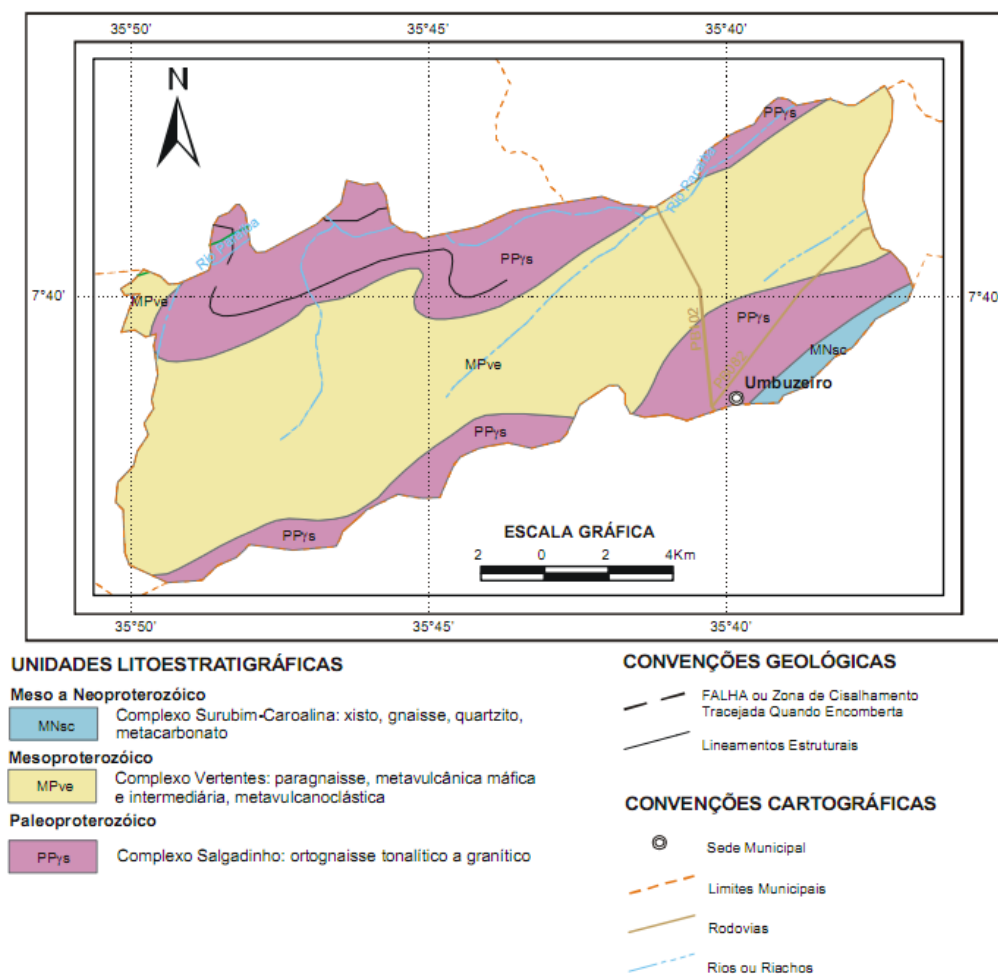 35°50'
35°45'
35°40'
N
PPγs
Rio Paraíba
Rio Paraíba
PPγs
7°40'
MPve
PPγs
7°40'
MNsc
MPve
Umbuzeiro
PPγs
PPγs
ESCALA GRÁFICA
2 0 2 4Km
35°50'
35°45'
35°40'
UNIDADES LITOESTRATIGRÁFICAS
Meso a Neoproterozóico
MNsc
Complexo Surubim-Caroalina: xisto, gnaisse, quartzito,
metacarbonato
Mesoproterozóico
MPve
Complexo Vertentes: paragnaisse, metavulcânica máfica
e intermediária, metavulcanoclástica
Paleoproterozóico
PPγs
Complexo Salgadinho: ortognaisse tonalítico a granítico
CONVENÇÕES GEOLÓGICAS
FALHA ou Zona de Cisalhamento
Tracejada Quando Encomberta
Lineamentos Estruturais
CONVENÇÕES CARTOGRÁFICAS
Sede Municipal
Limites Municipais
Rodovias
Rios ou Riachos